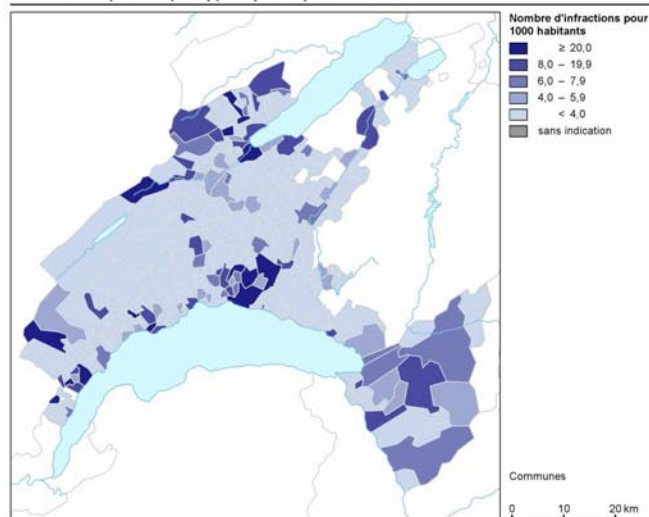 Nombre d'infractions pour
1000 habitants
≥ 20,0
8,0 – 19,9
6,0 – 7,9
4,0 – 5,9
< 4,0
sans indication
Communes
0 10 20 km